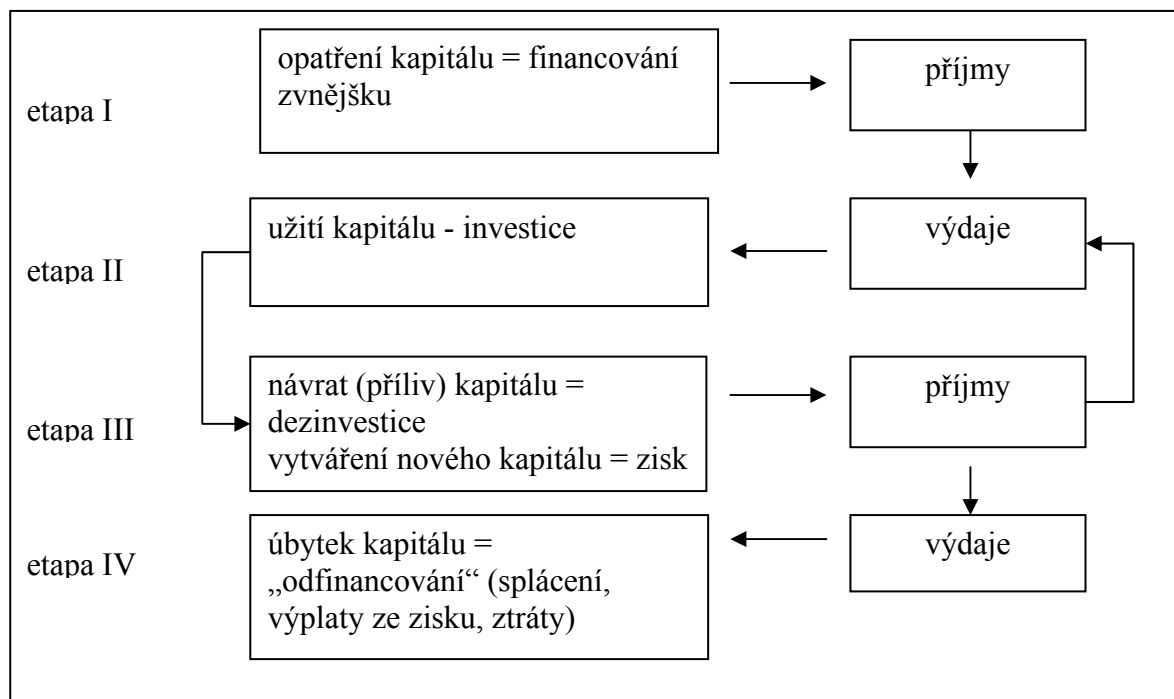 opatření kapitálu = financování
zvnějšku
příjmy
etapa I
užití kapitálu - investice
výdaje
etapa II
návrat (příliv) kapitálu =
dezinvestice
vytváření nového kapitálu = zisk
příjmy
etapa III
úbytek kapitálu =
„odfinancování“ (splácení,
výplaty ze zisku, ztráty)
výdaje
etapa IV